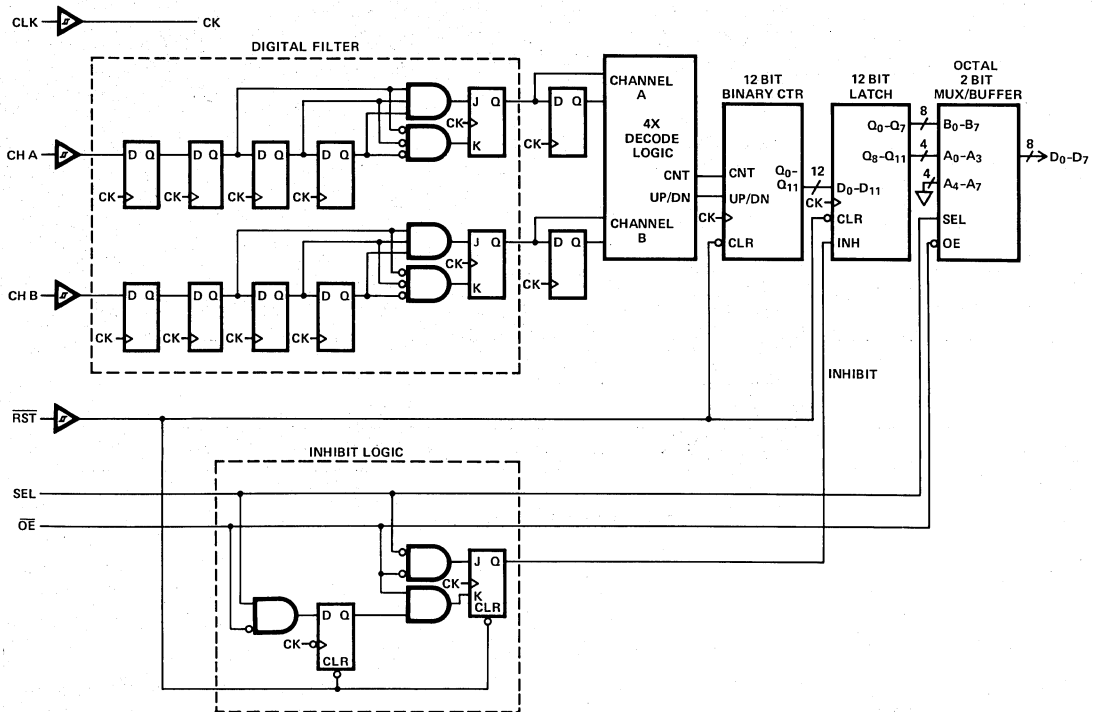 CLK
CK
DIGITAL FILTER
CH A
D Q
CK
D Q
CK
D Q
CK
D Q
CK
J Q
CK
K
D Q
CK
CH B
D Q
CK
D Q
CK
D Q
CK
D Q
CK
J Q
CK
K
D Q
CK
CHANNEL
A
4X
DECODE
LOGIC
CNT
UP/DN
CHANNEL
B
12 BIT
BINARY CTR
CNT
Q0-
Q11
UP/DN
CK
CLR
12
12 BIT
LATCH
Q0-Q7
Q8-Q11
D0-D11
CK
CLR
INH
8
4
4
OCTAL
2 BIT
MUX/BUFFER
B0-B7
A0-A3
A4-A7
SEL
OE
8
D0-D7
INHIBIT
RST
INHIBIT LOGIC
SEL
OE
D Q
CK
CLR
J Q
CK
K
CLR